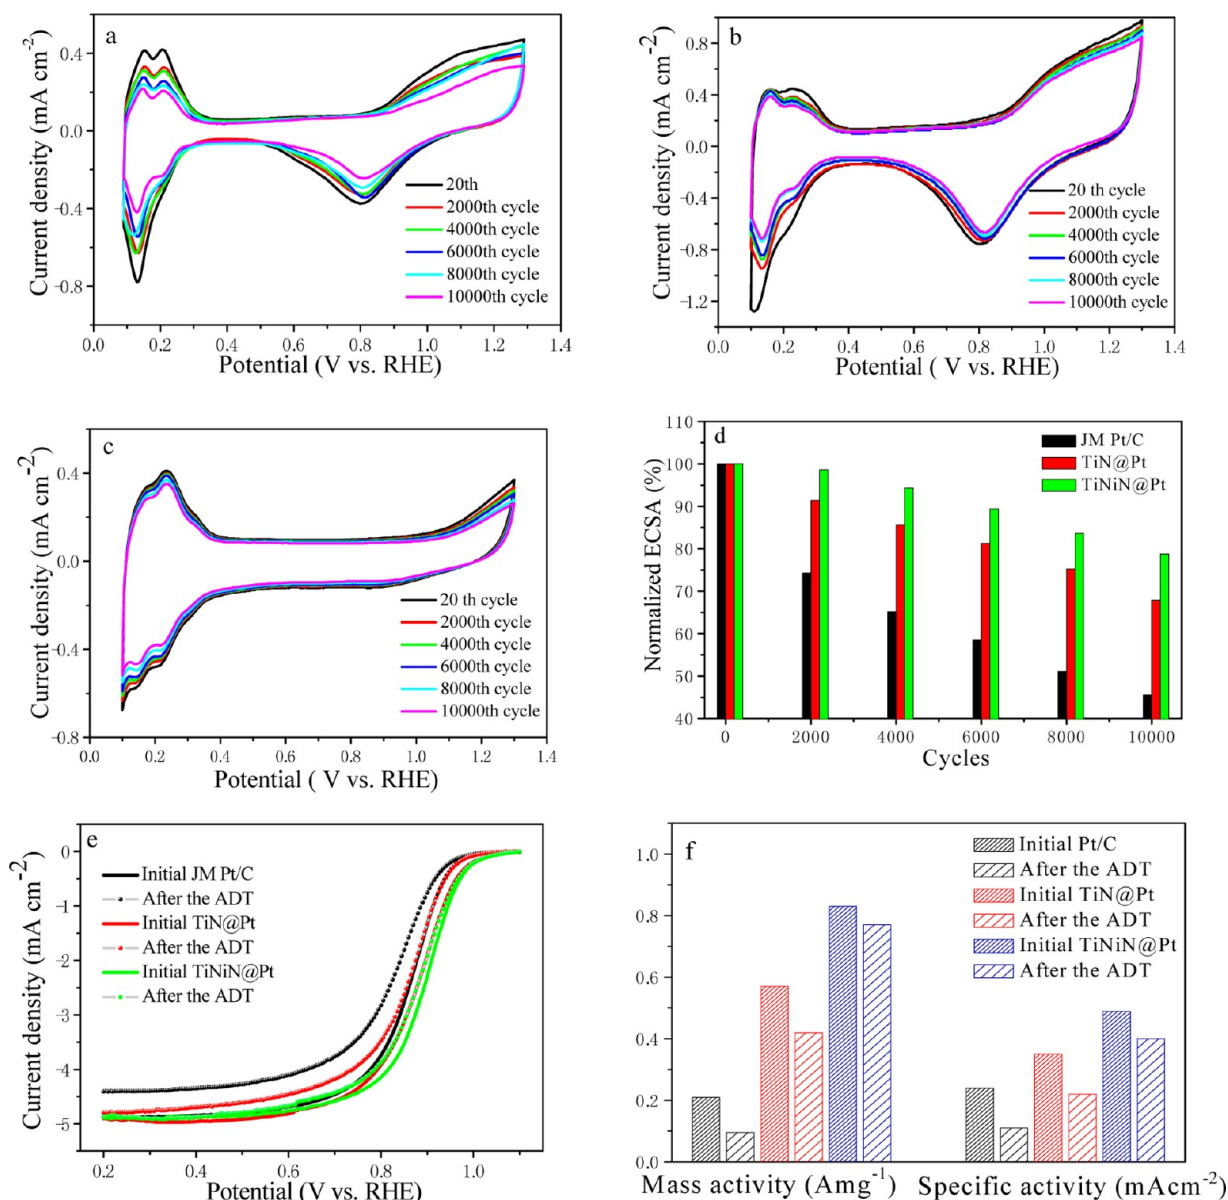 a
Current density (mA cm-2)
0.4
0.0
-0.4
-0.8
20th
2000th cycle
4000th cycle
6000th cycle
8000th cycle
10000th cycle
0.0 0.2 0.4 0.6 0.8 1.0 1.2 1.4
Potential (V vs. RHE)
b
Current density (mA cm-2)
0.8
0.4
0.0
-0.4
-0.8
-1.2
20 th cycle
2000th cycle
4000th cycle
6000th cycle
8000th cycle
10000th cycle
0.0 0.2 0.4 0.6 0.8 1.0 1.2 1.4
Potential ( V vs. RHE)
c
Current density (mA cm-2)
0.4
0.0
-0.4
-0.8
20 th cycle
2000th cycle
4000th cycle
6000th cycle
8000th cycle
10000th cycle
0.0 0.2 0.4 0.6 0.8 1.0 1.2 1.4
Potential ( V vs. RHE)
d
Normalized ECSA (%)
110
100
90
80
70
60
50
40
JM Pt/C
TiN@Pt
TiNiN@Pt
0 2000 4000 6000 8000 10000
Cycles
e
Current density (mA cm-2)
0
-1
-2
-3
-4
-5
Initial JM Pt/C
After the ADT
Initial TiN@Pt
After the ADT
Initial TiNiN@Pt
After the ADT
0.2 0.4 0.6 0.8 1.0
Potential (V vs. RHE)
f
1.0
0.8
0.6
0.4
0.2
0.0
Initial Pt/C
After the ADT
Initial TiN@Pt
After the ADT
Initial TiNiN@Pt
After the ADT
Mass activity (Amg-1) Specific activity (mAcm-2)